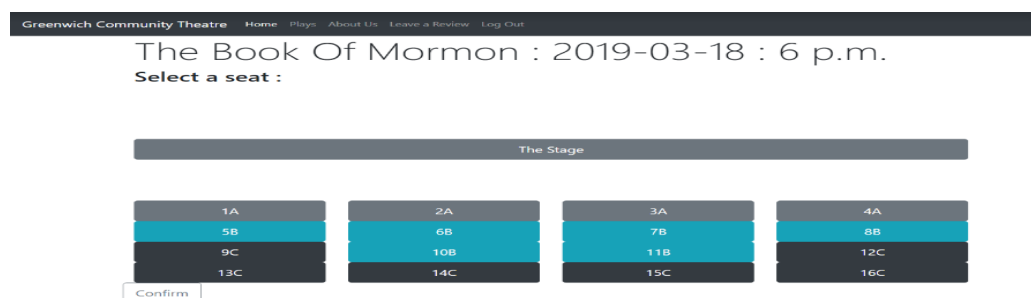 Greenwich Community Theatre Home Plays About Us Leave a Review Log Out
The Book Of Mormon : 2019-03-18 : 6 p.m.
Select a seat :
The Stage
1A 2A 3A 4A
5B 6B 7B 8B
9C 10B 11B 12C
13C 14C 15C 16C
Confirm